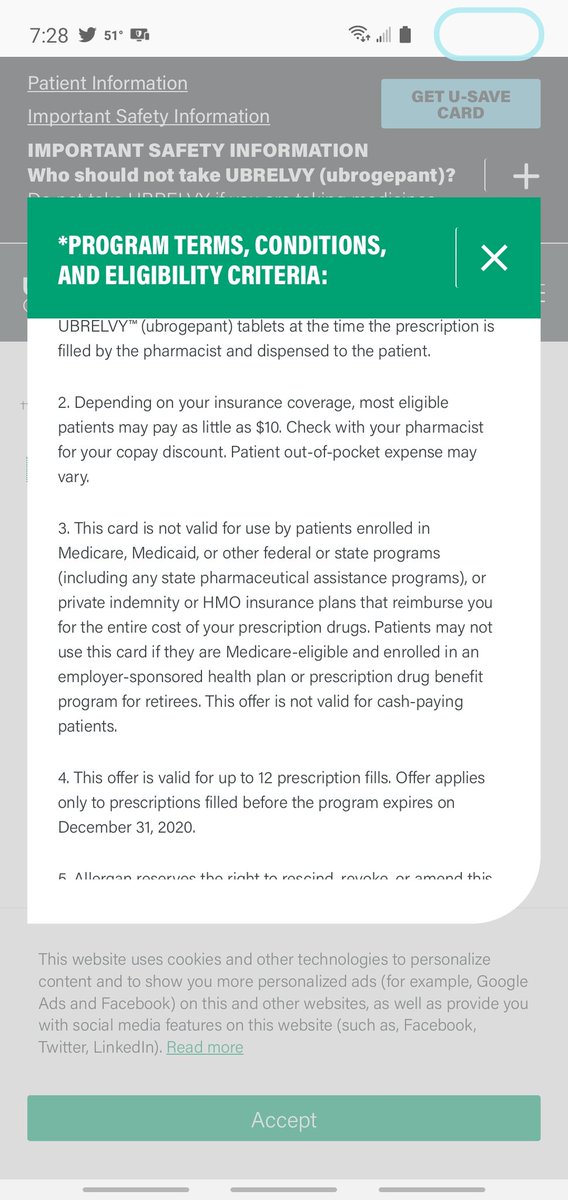 7:28 51°
Patient Information
GET U-SAVE
CARD
Important Safety Information
IMPORTANT SAFETY INFORMATION
Who should not take UBRELVY (ubrogepant)?
Do not take UBRELVY if you are taking medicines
*PROGRAM TERMS, CONDITIONS,
AND ELIGIBILITY CRITERIA:
UBRELVY™ (ubrogepant) tablets at the time the prescription is
filled by the pharmacist and dispensed to the patient.
2. Depending on your insurance coverage, most eligible
patients may pay as little as $10. Check with your pharmacist
for your copay discount. Patient out-of-pocket expense may
vary.
3. This card is not valid for use by patients enrolled in
Medicare, Medicaid, or other federal or state programs
(including any state pharmaceutical assistance programs), or
private indemnity or HMO insurance plans that reimburse you
for the entire cost of your prescription drugs. Patients may not
use this card if they are Medicare-eligible and enrolled in an
employer-sponsored health plan or prescription drug benefit
program for retirees. This offer is not valid for cash-paying
patients.
4. This offer is valid for up to 12 prescription fills. Offer applies
only to prescriptions filled before the program expires on
December 31, 2020.
5. Allergan reserves the right to rescind, revoke, or amend this
This website uses cookies and other technologies to personalize
content and to show you more personalized ads (for example, Google
Ads and Facebook) on this and other websites, as well as provide you
with social media features on this website (such as, Facebook,
Twitter, LinkedIn). Read more
Accept